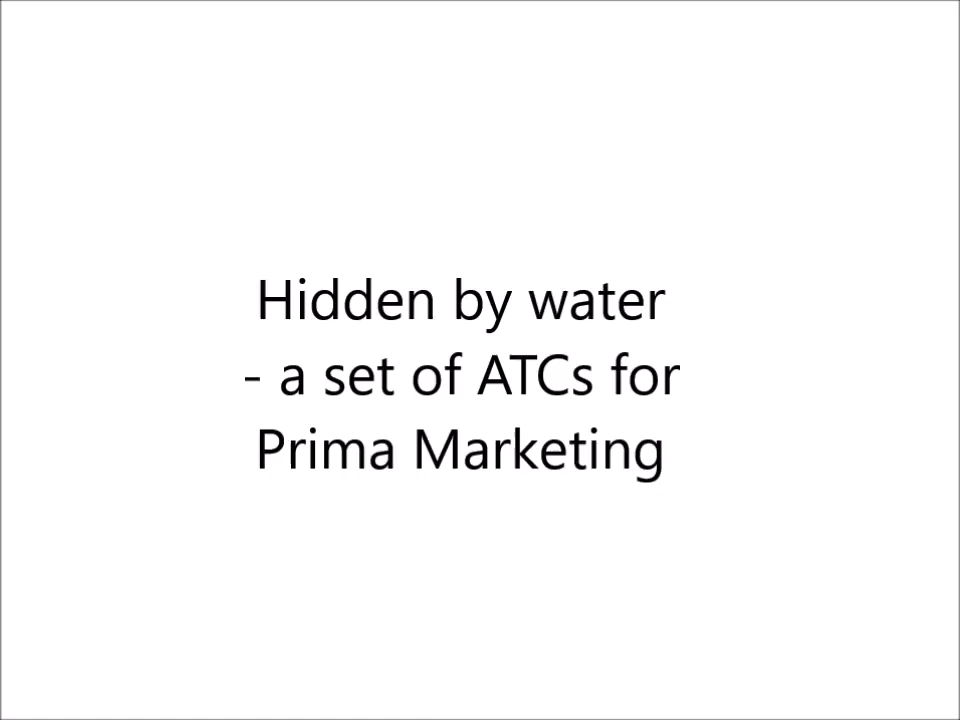 Hidden by water
- a set of ATCs for
Prima Marketing